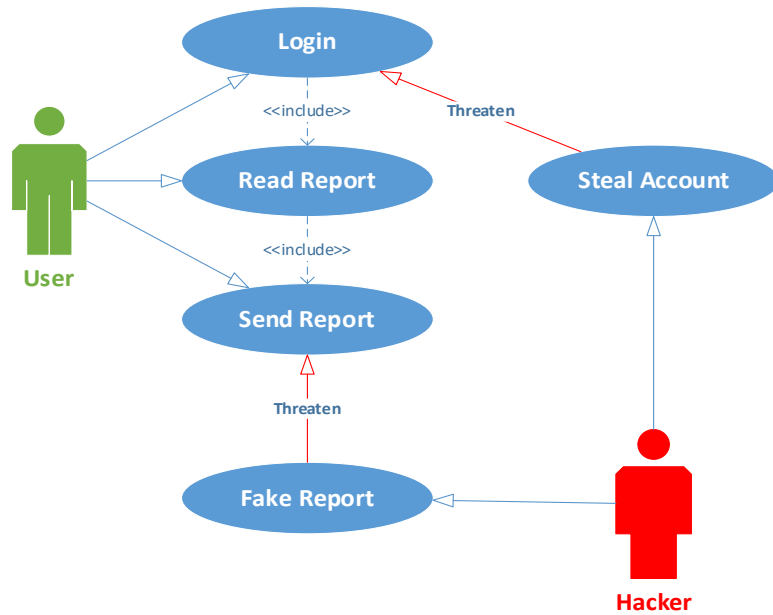 Login
<<include>>
Threaten
Read Report
Steal Account
<<include>>
User
Send Report
Threaten
Fake Report
Hacker